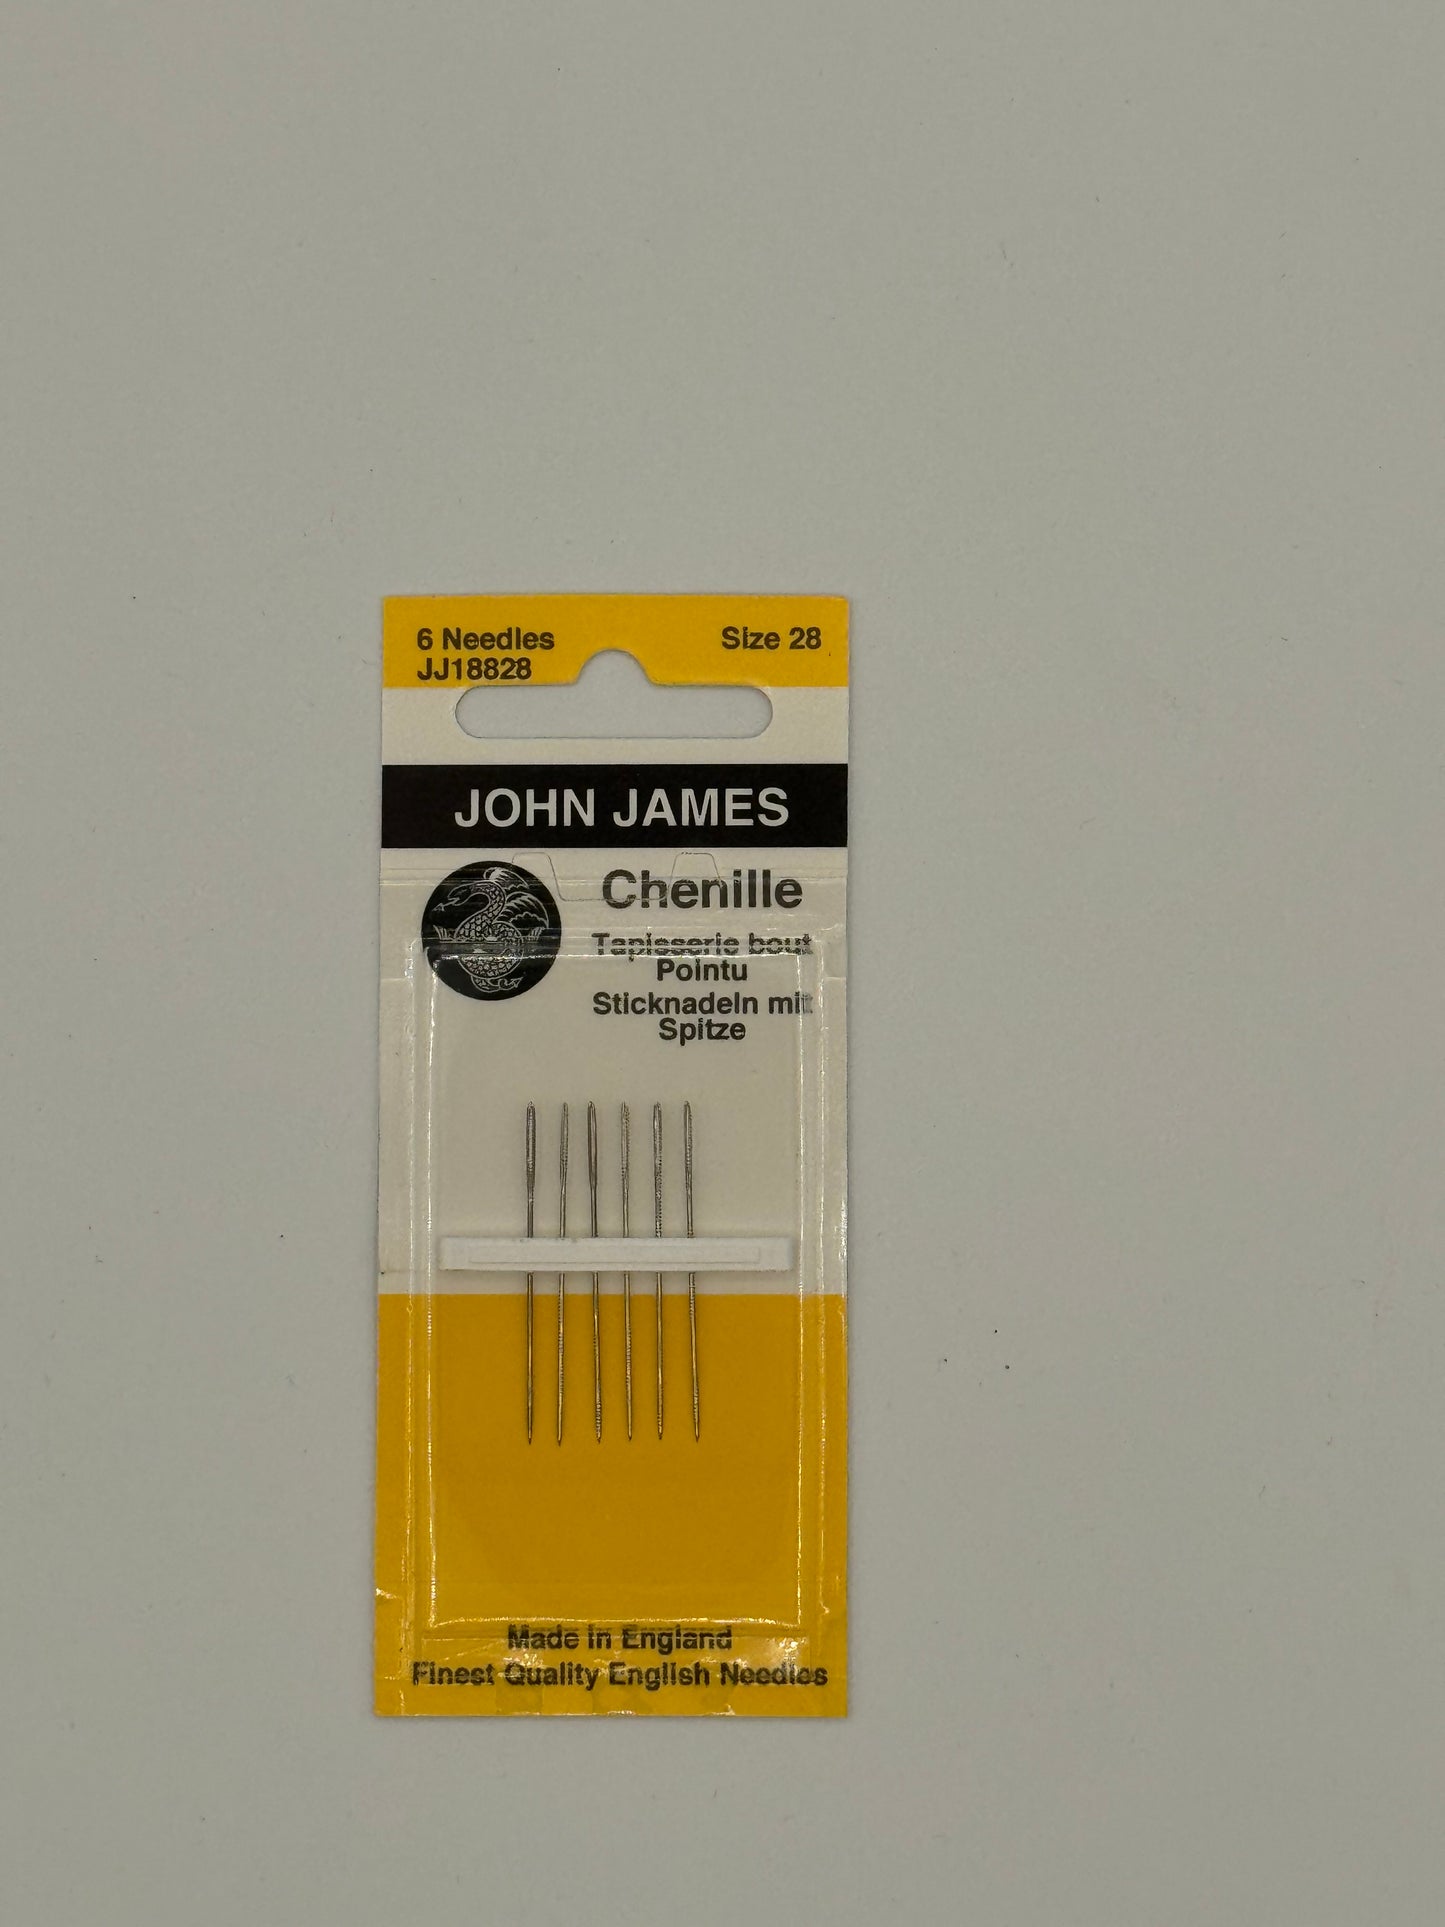 6 Needles
Size 28
JJ18828
JOHN JAMES
Chenille
Tapisserie bout
Pointu
Sticknadeln mit
Spitze
Made in England
Finest Quality English Needles